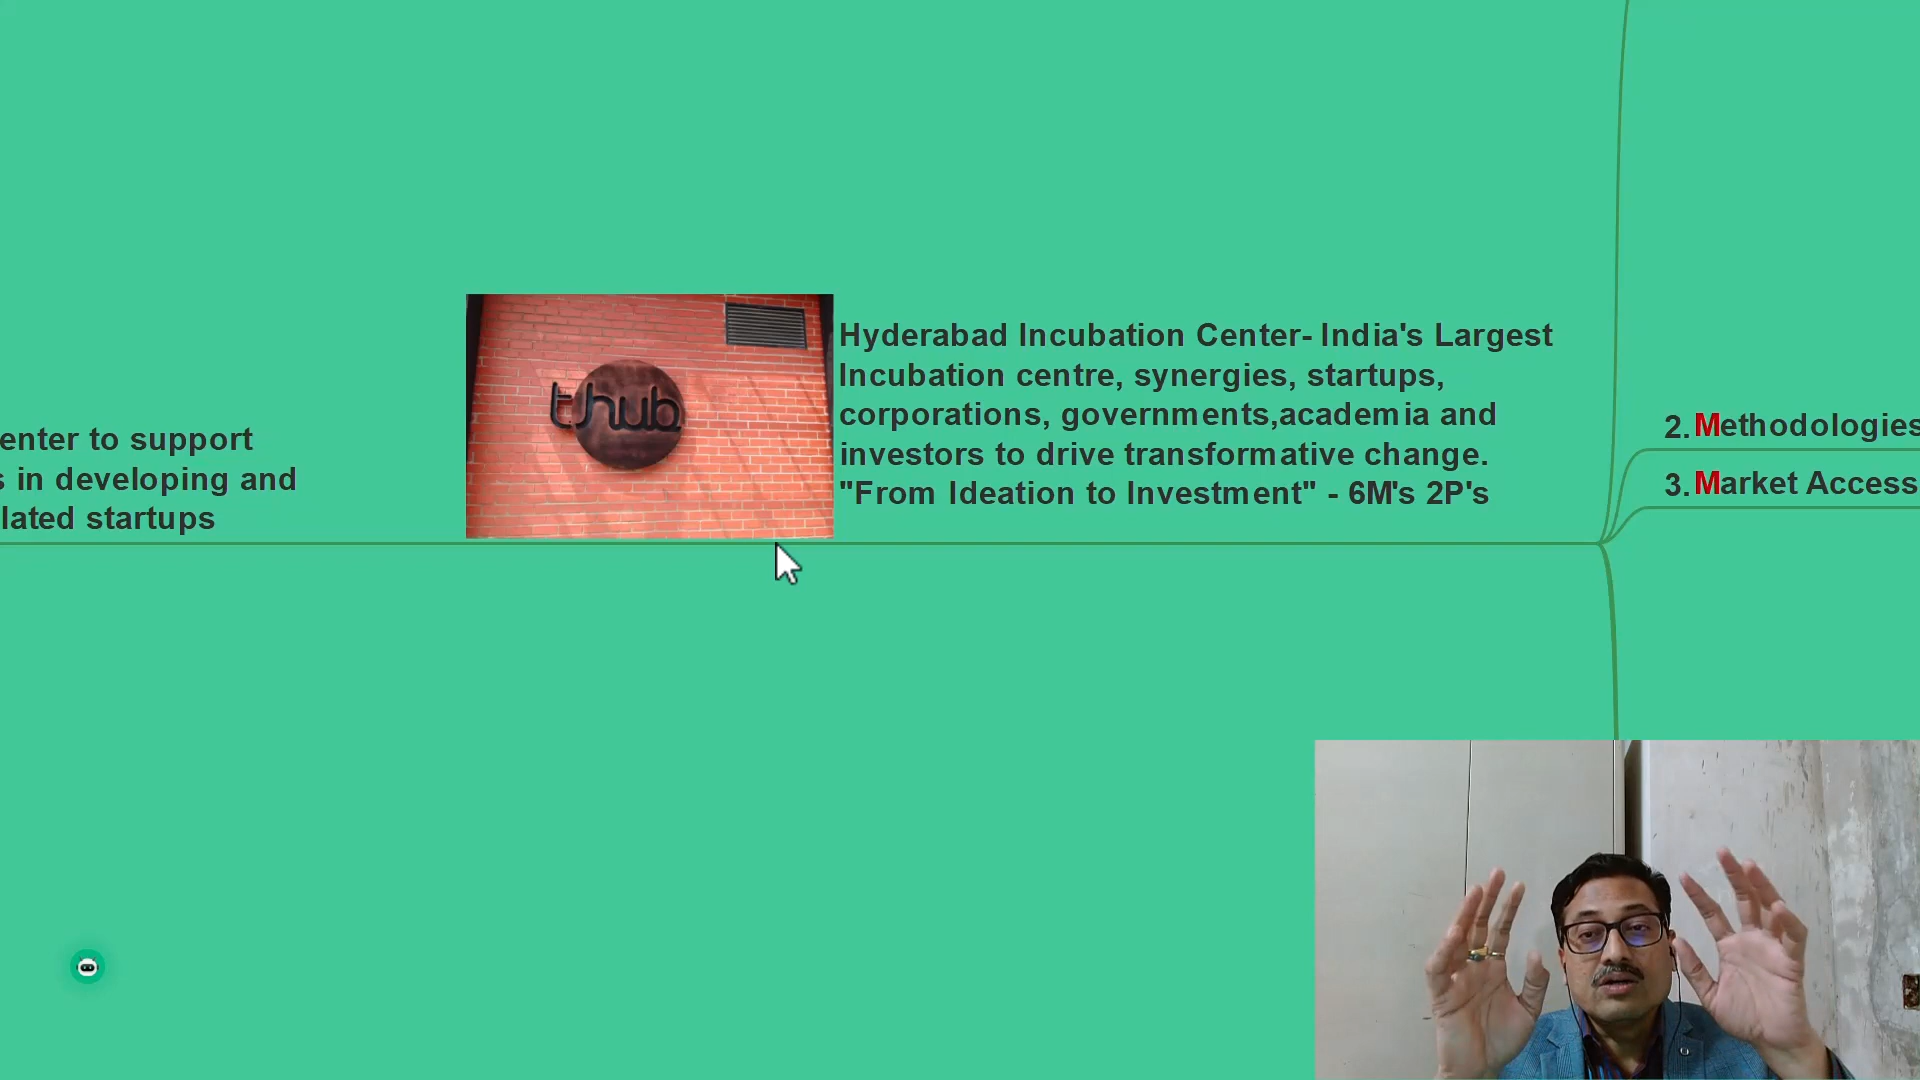 enter to support
s in developing and
lated startups
thub
Hyderabad Incubation Center- India's Largest
Incubation centre, synergies, startups,
corporations, governments,academia and
investors to drive transformative change.
"From Ideation to Investment" - 6M's 2P's
2. Methodologies
3. Market Access